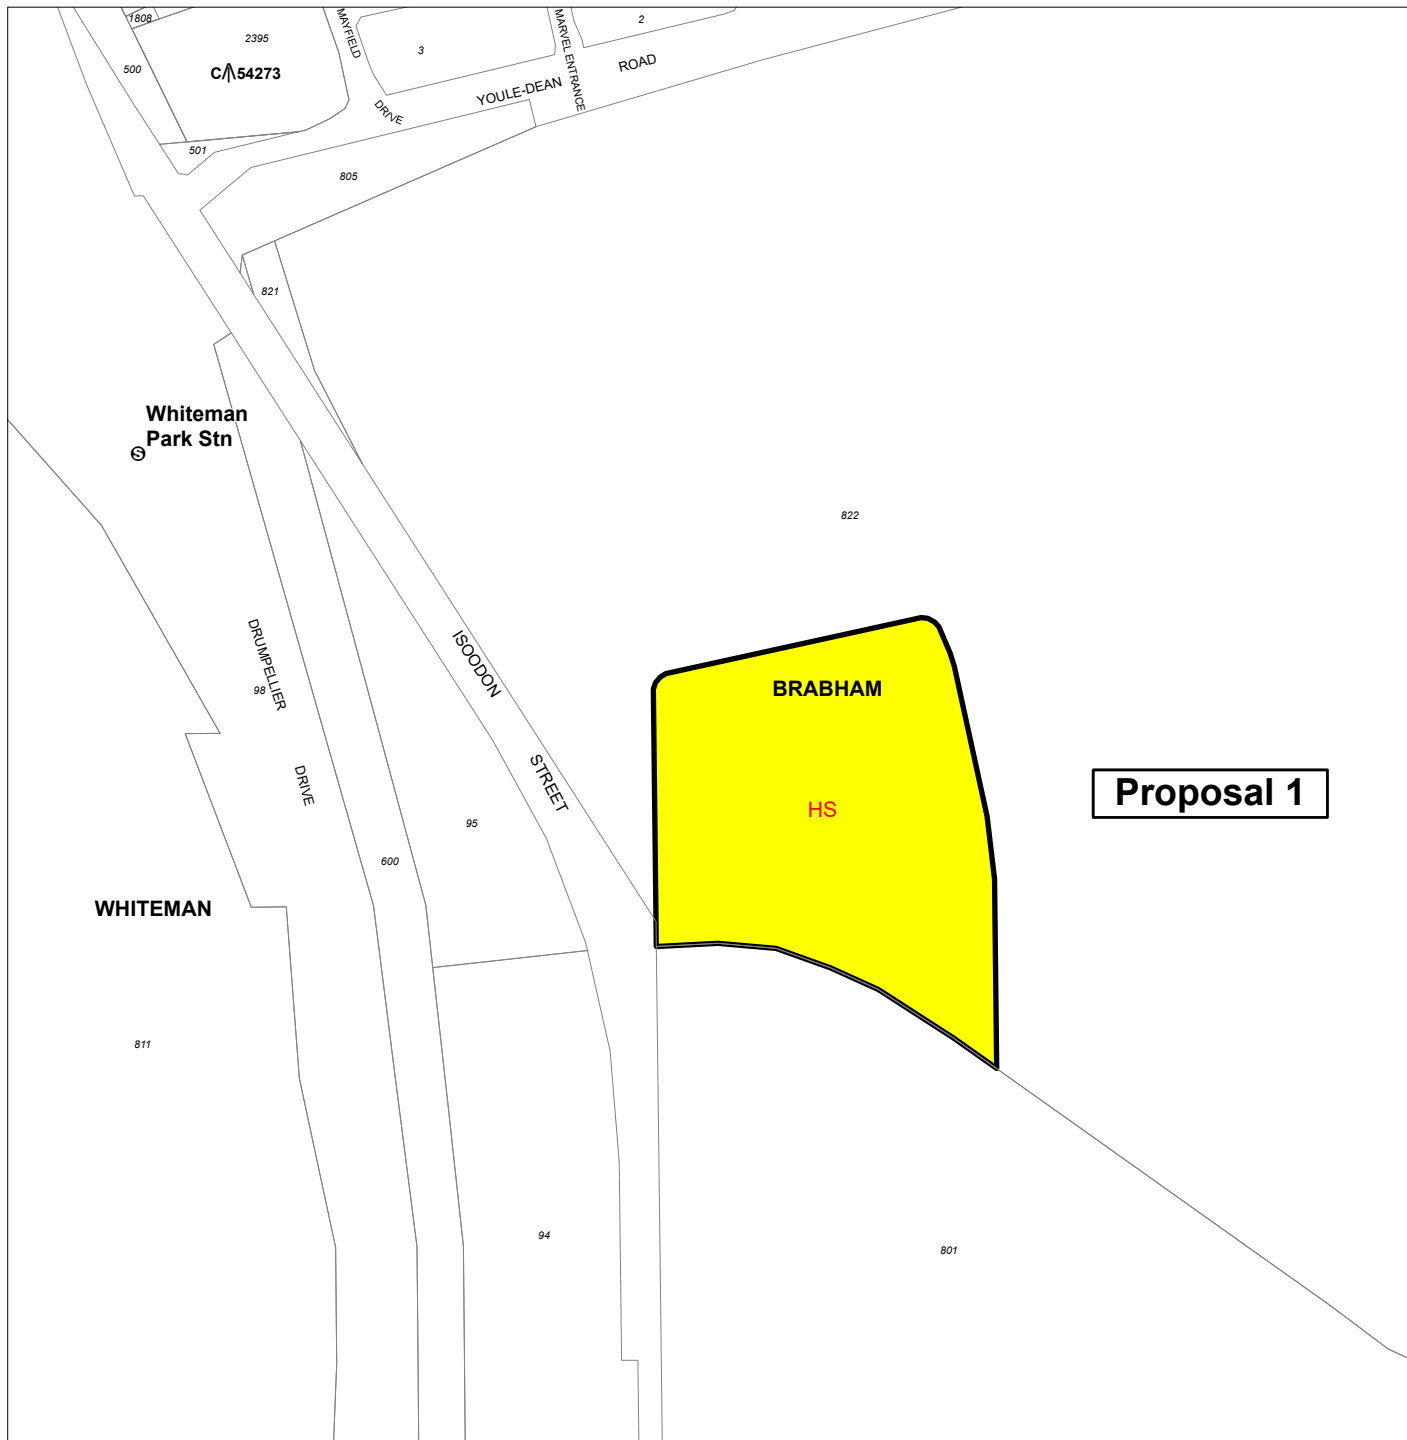 1808
2395
500
C 54273
501
MAYFIELD
DRIVE
3
2
MARVEL ENTRANCE
YOULE-DEAN
ROAD
805
821
Whiteman
Park Stn
S
822
DRUMPELLIER
DRIVE
98
ISOODON
STREET
BRABHAM
HS
Proposal 1
95
600
WHITEMAN
811
94
801